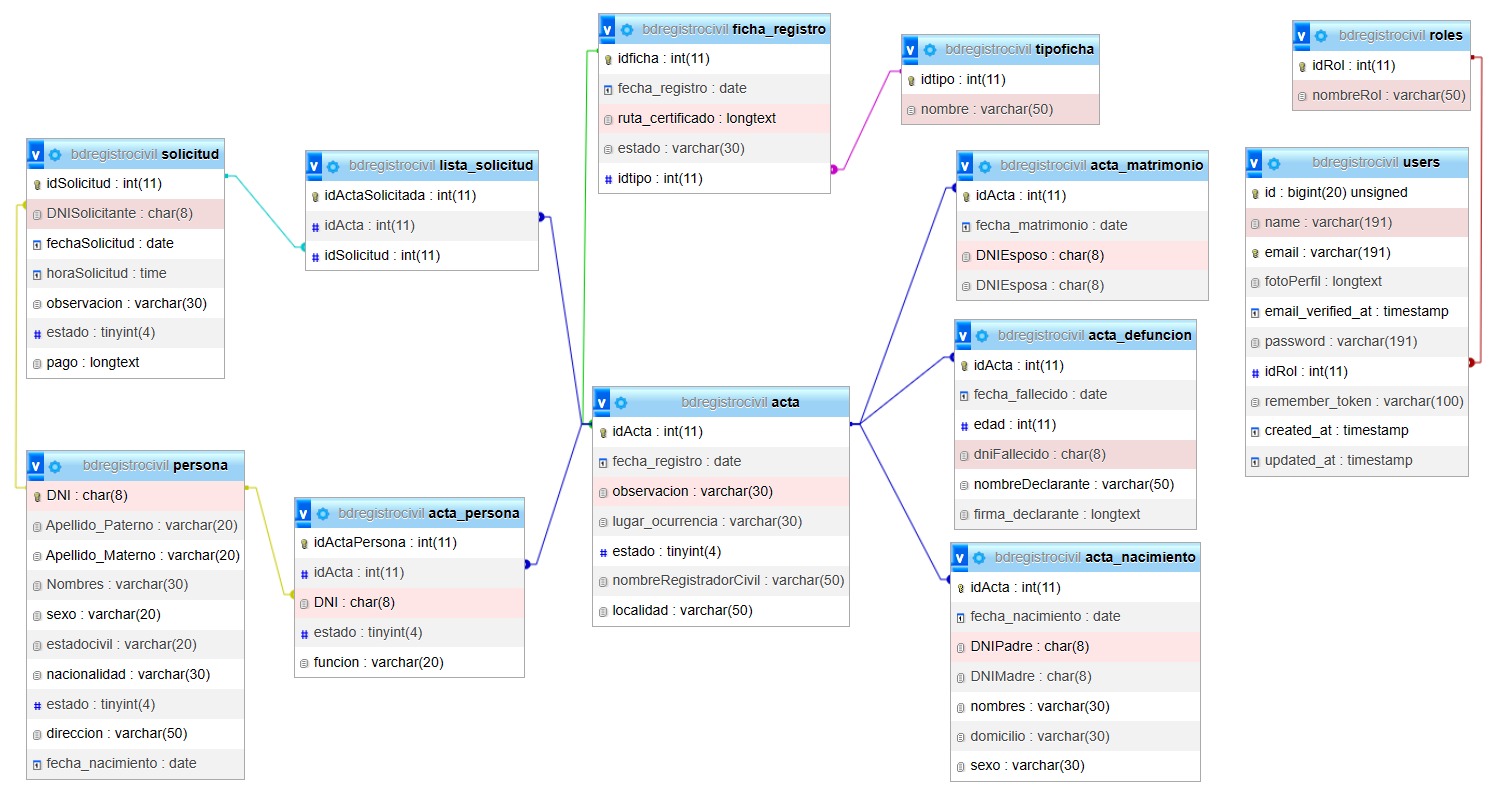 bdregistrocivil ficha_registro
idficha : int(11)
fecha_registro : date
ruta_certificado : longtext
estado : varchar(30)
idtipo : int(11)
bdregistrocivil tipoficha
idtipo : int(11)
nombre : varchar(50)
bdregistrocivil roles
idRol : int(11)
nombreRol : varchar(50)
bdregistrocivil solicitud
idSolicitud : int(11)
DNISolicitante : char(8)
fechaSolicitud : date
horaSolicitud : time
observacion : varchar(30)
estado : tinyint(4)
pago : longtext
bdregistrocivil lista_solicitud
idActaSolicitada : int(11)
idActa : int(11)
idSolicitud : int(11)
bdregistrocivil acta_matrimonio
idActa : int(11)
fecha_matrimonio : date
DNIEsposo : char(8)
DNIEsposa : char(8)
bdregistrocivil users
id : bigint(20) unsigned
name : varchar(191)
email : varchar(191)
fotoPerfil : longtext
email_verified_at : timestamp
password : varchar(191)
idRol : int(11)
remember_token : varchar(100)
created_at : timestamp
updated_at : timestamp
bdregistrocivil acta_defuncion
idActa : int(11)
fecha_fallecido : date
edad : int(11)
dniFallecido : char(8)
nombreDeclarante : varchar(50)
firma_declarante : longtext
bdregistrocivil acta
idActa : int(11)
fecha_registro : date
observacion : varchar(30)
lugar_ocurrencia : varchar(30)
estado : tinyint(4)
nombreRegistradorCivil : varchar(50)
localidad : varchar(50)
bdregistrocivil persona
DNI : char(8)
Apellido_Paterno : varchar(20)
Apellido_Materno : varchar(20)
Nombres : varchar(30)
sexo : varchar(20)
estadocivil : varchar(20)
nacionalidad : varchar(30)
estado : tinyint(4)
direccion : varchar(50)
fecha_nacimiento : date
bdregistrocivil acta_persona
idActaPersona : int(11)
idActa : int(11)
DNI : char(8)
estado : tinyint(4)
funcion : varchar(20)
bdregistrocivil acta_nacimiento
idActa : int(11)
fecha_nacimiento : date
DNIPadre : char(8)
DNIMadre : char(8)
nombres : varchar(30)
domicilio : varchar(30)
sexo : varchar(30)